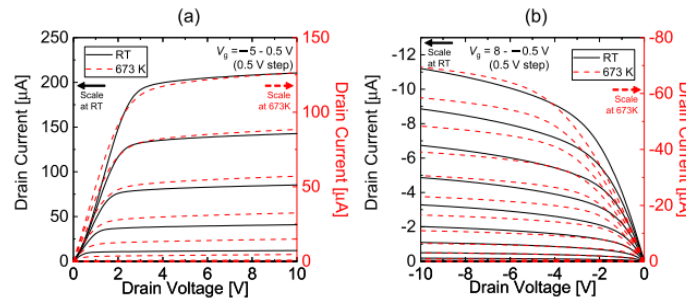 (a)
Drain Current [µA]
250
200
150
100
50
0
RT
673 K
Vg = −5 - 0.5 V
(0.5 V step)
Scale
at RT
Scale
at 673K
150
100
50
0
Drain Current [µA]
0 2 4 6 8 10
Drain Voltage [V]
(b)
Drain Current [µA]
-12
-10
-8
-6
-4
-2
0
Scale
at RT
Vg = 8 - −0.5 V
(0.5 V step)
RT
673 K
Scale
at 673K
-80
-60
-40
-20
0
Drain Current [µA]
-10 -8 -6 -4 -2 0
Drain Voltage [V]